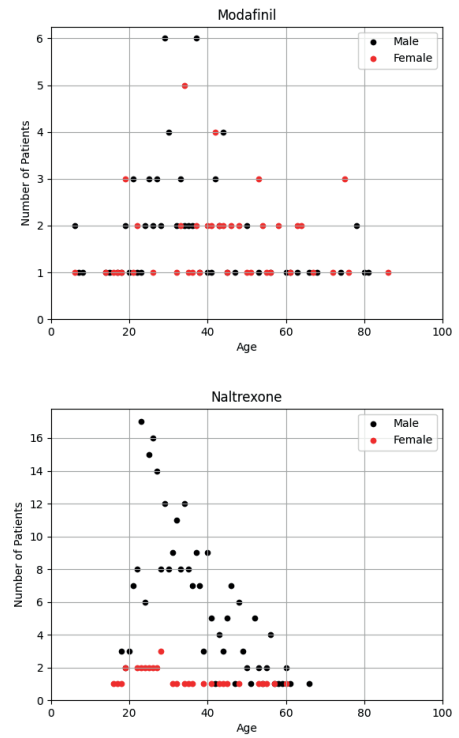 Modafinil
6
5
4
3
2
1
0
Number of Patients
Male
Female
0 20 40 60 80 100
Age
Naltrexone
16
14
12
10
8
6
4
2
0
Number of Patients
Male
Female
0 20 40 60 80 100
Age